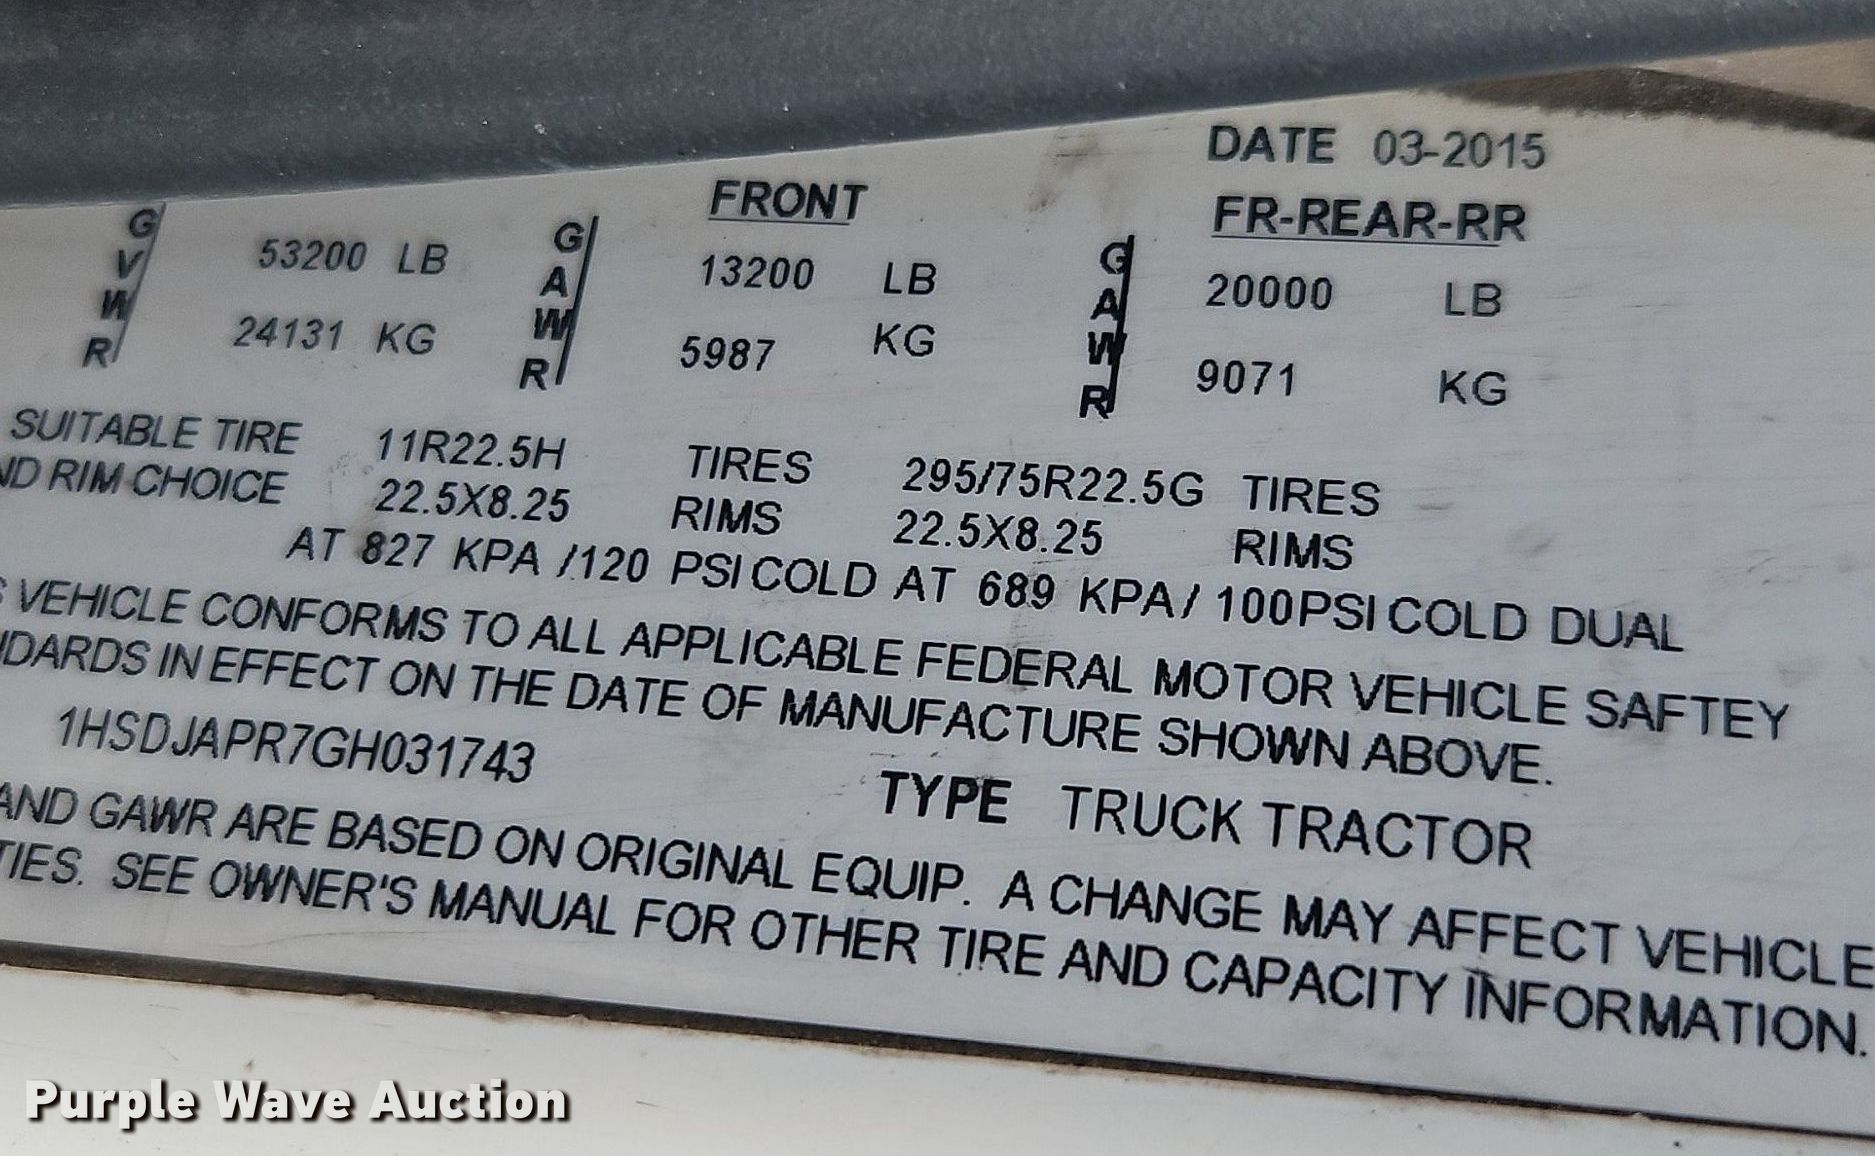 DATE 03-2015
FRONT FR-REAR-RR
GVWR 53200 LB GAWR 13200 LB GAWR 20000 LB
24131 KG 5987 KG 9071 KG
SUITABLE TIRE 11R22.5H TIRES 295/75R22.5G TIRES
ND RIM CHOICE 22.5X8.25 RIMS 22.5X8.25 RIMS
AT 827 KPA /120 PSI COLD AT 689 KPA/ 100PSI COLD DUAL
S VEHICLE CONFORMS TO ALL APPLICABLE FEDERAL MOTOR VEHICLE SAFTEY
NDARDS IN EFFECT ON THE DATE OF MANUFACTURE SHOWN ABOVE.
1HSDJAPR7GH031743 TYPE TRUCK TRACTOR
AND GAWR ARE BASED ON ORIGINAL EQUIP. A CHANGE MAY AFFECT VEHICLE
TIES. SEE OWNER'S MANUAL FOR OTHER TIRE AND CAPACITY INFORMATION.
Purple Wave Auction